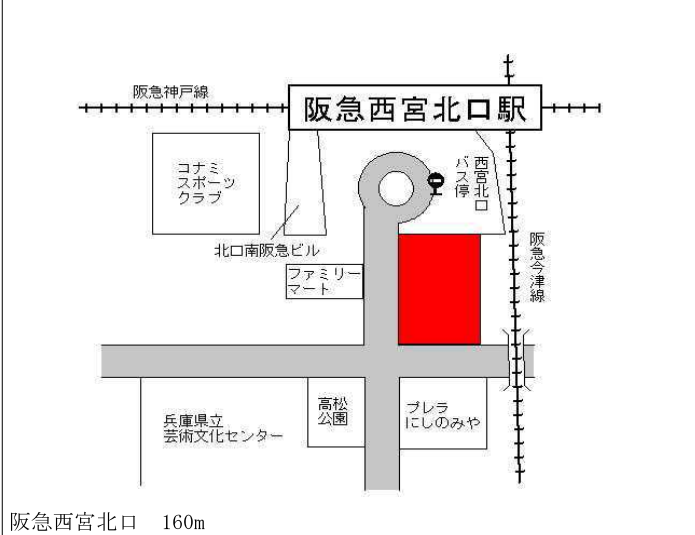 阪急神戸線
阪急西宮北口駅
コナミ
スポーツ
クラブ
西宮北口
バス停
阪急今津線
北口南阪急ビル
ファミリー
マート
兵庫県立
芸術文化センター
高松
公園
プレラ
にしのみや
阪急西宮北口 160m